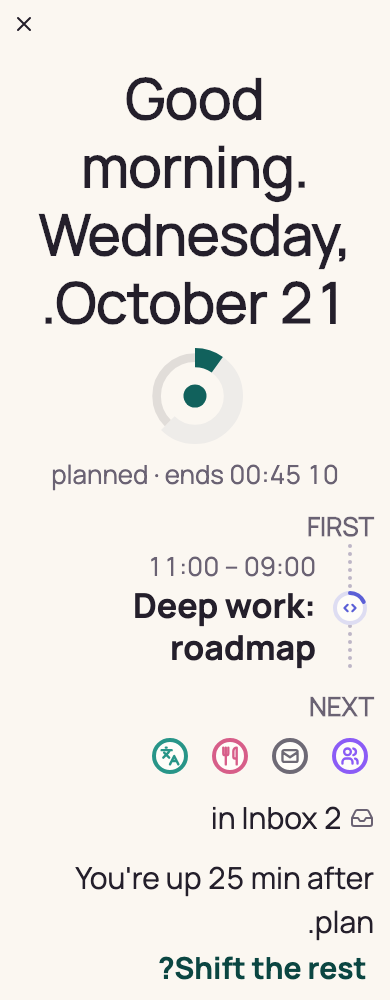 Good
morning.
Wednesday,
.October 21
planned · ends 00:45 10
FIRST
11:00 – 09:00
Deep work:
roadmap
NEXT
in Inbox 2
You're up 25 min after
.plan
?Shift the rest